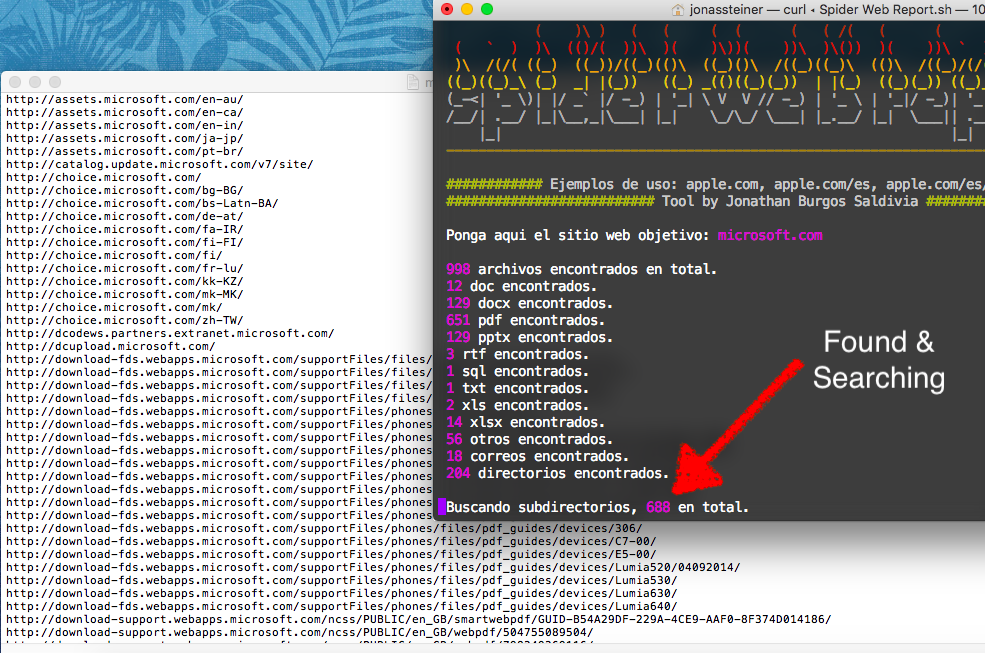 jonassteiner — curl ◂ Spider Web Report.sh — 10
http://assets.microsoft.com/en-au/
http://assets.microsoft.com/en-ca/
http://assets.microsoft.com/en-in/
http://assets.microsoft.com/ja-jp/
http://assets.microsoft.com/pt-br/
http://catalog.update.microsoft.com/v7/site/
http://choice.microsoft.com/
http://choice.microsoft.com/bg-BG/
http://choice.microsoft.com/bs-Latn-BA/
http://choice.microsoft.com/de-at/
http://choice.microsoft.com/fa-IR/
http://choice.microsoft.com/fi-FI/
http://choice.microsoft.com/fi/
http://choice.microsoft.com/fr-lu/
http://choice.microsoft.com/kk-KZ/
http://choice.microsoft.com/mk-MK/
http://choice.microsoft.com/mk/
http://choice.microsoft.com/zh-TW/
http://dcodews.partners.extranet.microsoft.com/
http://dcupload.microsoft.com/
http://download-fds.webapps.microsoft.com/supportFiles/files/
http://download-fds.webapps.microsoft.com/supportFiles/files/
http://download-fds.webapps.microsoft.com/supportFiles/files/
http://download-fds.webapps.microsoft.com/supportFiles/files/
http://download-fds.webapps.microsoft.com/supportFiles/phones
http://download-fds.webapps.microsoft.com/supportFiles/phones
http://download-fds.webapps.microsoft.com/supportFiles/phones
http://download-fds.webapps.microsoft.com/supportFiles/phones
http://download-fds.webapps.microsoft.com/supportFiles/phones
http://download-fds.webapps.microsoft.com/supportFiles/phones
http://download-fds.webapps.microsoft.com/supportFiles/phones
http://download-fds.webapps.microsoft.com/supportFiles/phones
http://download-fds.webapps.microsoft.com/supportFiles/phones
http://download-fds.webapps.microsoft.com/supportFiles/phones/files/pdf_guides/devices/306/
http://download-fds.webapps.microsoft.com/supportFiles/phones/files/pdf_guides/devices/C7-00/
http://download-fds.webapps.microsoft.com/supportFiles/phones/files/pdf_guides/devices/E5-00/
http://download-fds.webapps.microsoft.com/supportFiles/phones/files/pdf_guides/devices/Lumia520/04092014/
http://download-fds.webapps.microsoft.com/supportFiles/phones/files/pdf_guides/devices/Lumia530/
http://download-fds.webapps.microsoft.com/supportFiles/phones/files/pdf_guides/devices/Lumia630/
http://download-fds.webapps.microsoft.com/supportFiles/phones/files/pdf_guides/devices/Lumia640/
http://download-support.webapps.microsoft.com/ncss/PUBLIC/en_GB/smartwebpdf/GUID-B54A29DF-229A-4CE9-AAF0-8F374D014186/
http://download-support.webapps.microsoft.com/ncss/PUBLIC/en_GB/webpdf/504755089504/
############ Ejemplos de uso: apple.com, apple.com/es, apple.com/es/
########################## Tool by Jonathan Burgos Saldivia #######
Ponga aqui el sitio web objetivo: microsoft.com
998 archivos encontrados en total.
12 doc encontrados.
129 docx encontrados.
651 pdf encontrados.
129 pptx encontrados.
3 rtf encontrados.
1 sql encontrados.
1 txt encontrados.
2 xls encontrados.
14 xlsx encontrados.
56 otros encontrados.
18 correos encontrados.
204 directorios encontrados.
Buscando subdirectorios, 688 en total.
Found &
Searching